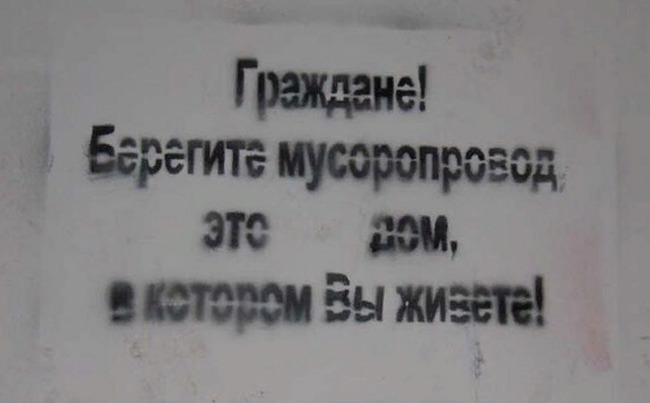 Граждане!
Берегите мусоропровод,
это дом,
в котором Вы живете!